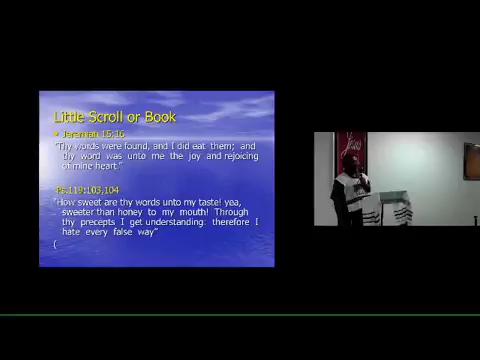 Little Scroll or Book
• Jeremiah 15:16
"Thy words were found, and I did eat them; and
thy word was unto me the joy and rejoicing
of mine heart."
Ps.119:103,104
"How sweet are thy words unto my taste! yea,
sweeter than honey to my mouth! Through
thy precepts I get understanding: therefore I
hate every false way"
(
Jesus